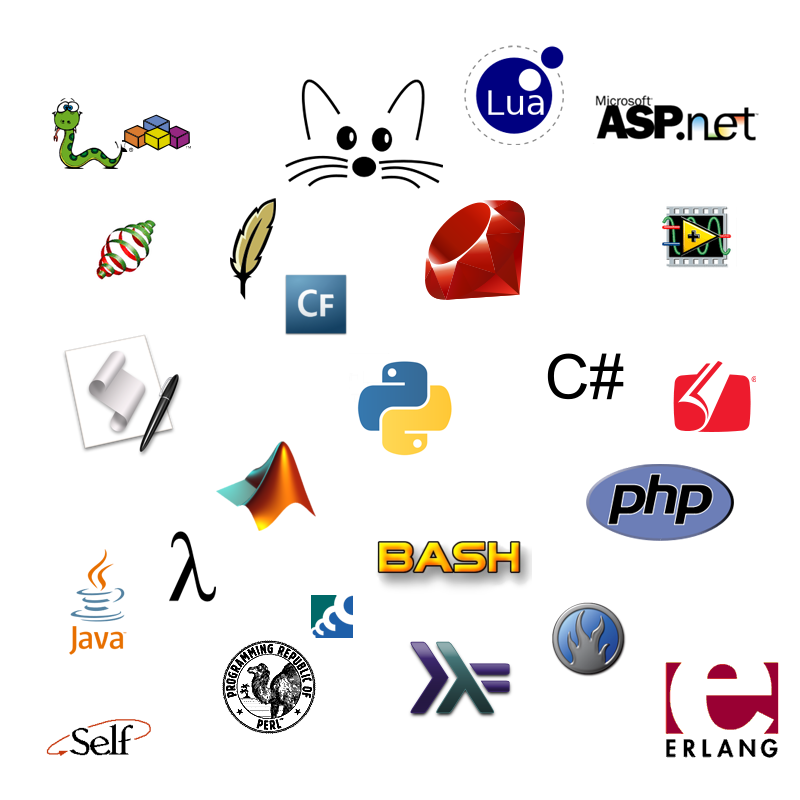 Lua
Microsoft
ASP.net
CF
C#
php
BASH
λ
Java
PROGRAMMING REPUBLIC OF
PERL
Self
e
ERLANG